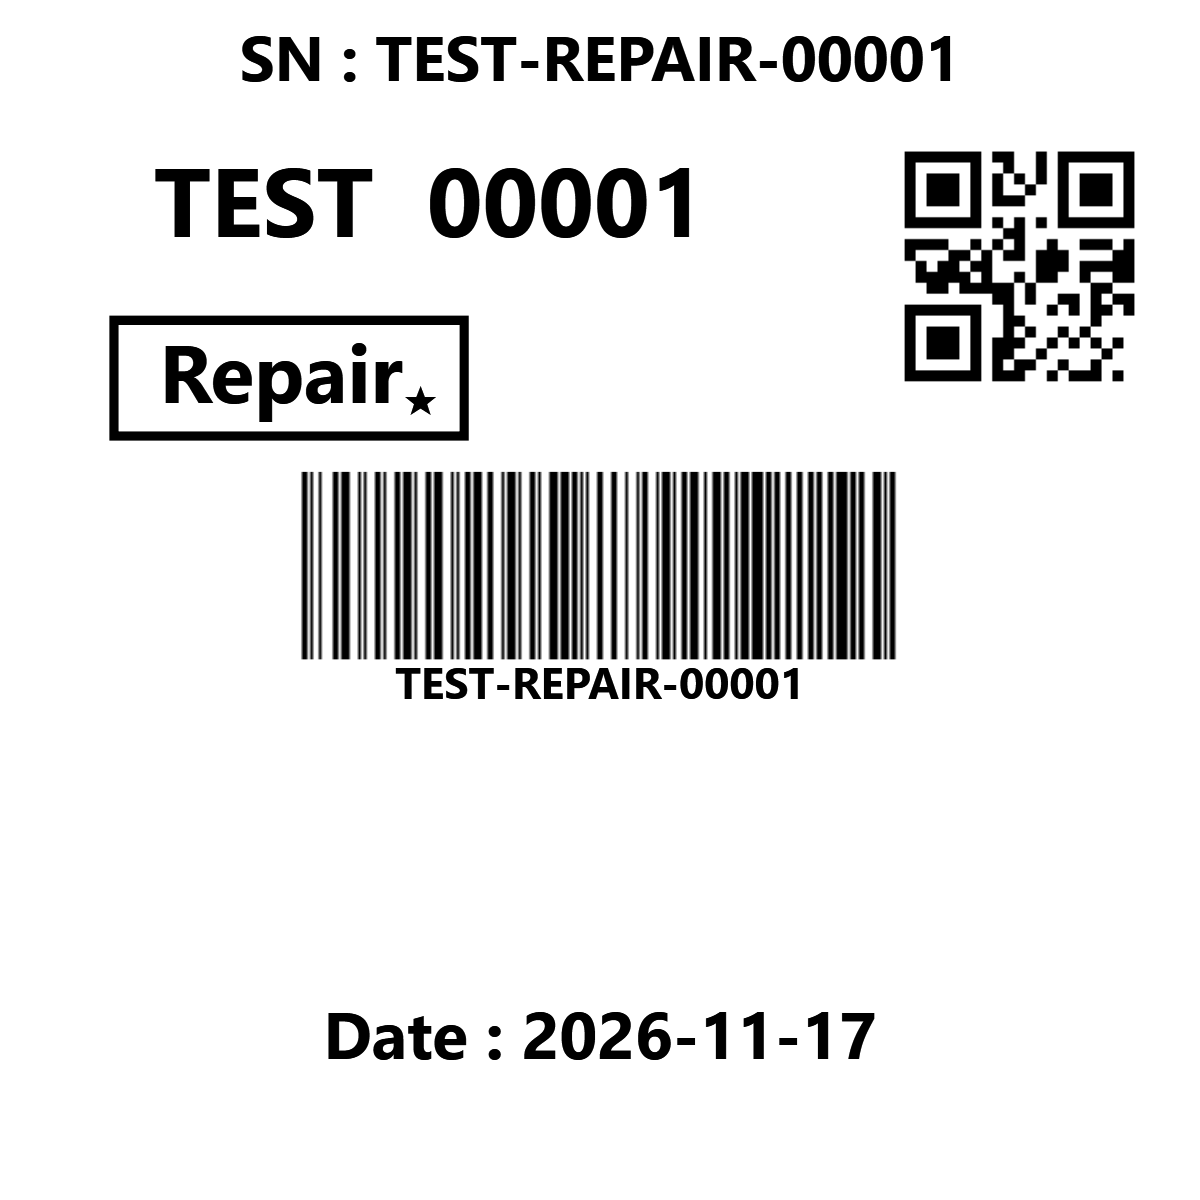 SN : TEST-REPAIR-00001
TEST 00001
Repair★
TEST-REPAIR-00001
Date : 2026-11-17